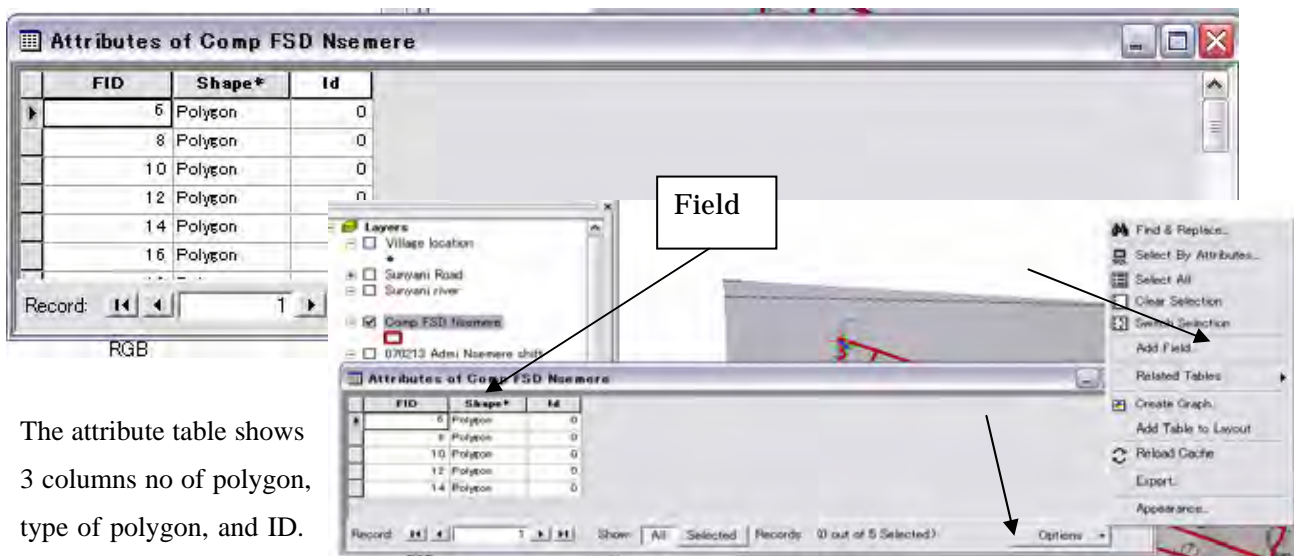 Attributes of Comp FSD Nsemere
FID Shape* Id
6 Polygon 0
8 Polygon 0
10 Polygon 0
12 Polygon 0
14 Polygon
16 Polygon
Record: 1
RGB
Field
Layers
Village location
Sunyani Road
Sunyani river
Comp FSD Nsemere
070213 Admi Nsemere shift
Attributes of Comp FSD Nsemere
FID Shape* Id
6 Polygon 0
8 Polygon 0
10 Polygon 0
12 Polygon 0
14 Polygon 0
Record: 1 Show: All Selected Records (0 out of 5 Selected) Options
Find & Replace...
Select By Attributes...
Select All
Clear Selection
Switch Selection
Add Field...
Related Tables
Create Graph...
Add Table to Layout
Reload Cache
Export...
Appearance...
The attribute table shows
3 columns no of polygon,
type of polygon, and ID.